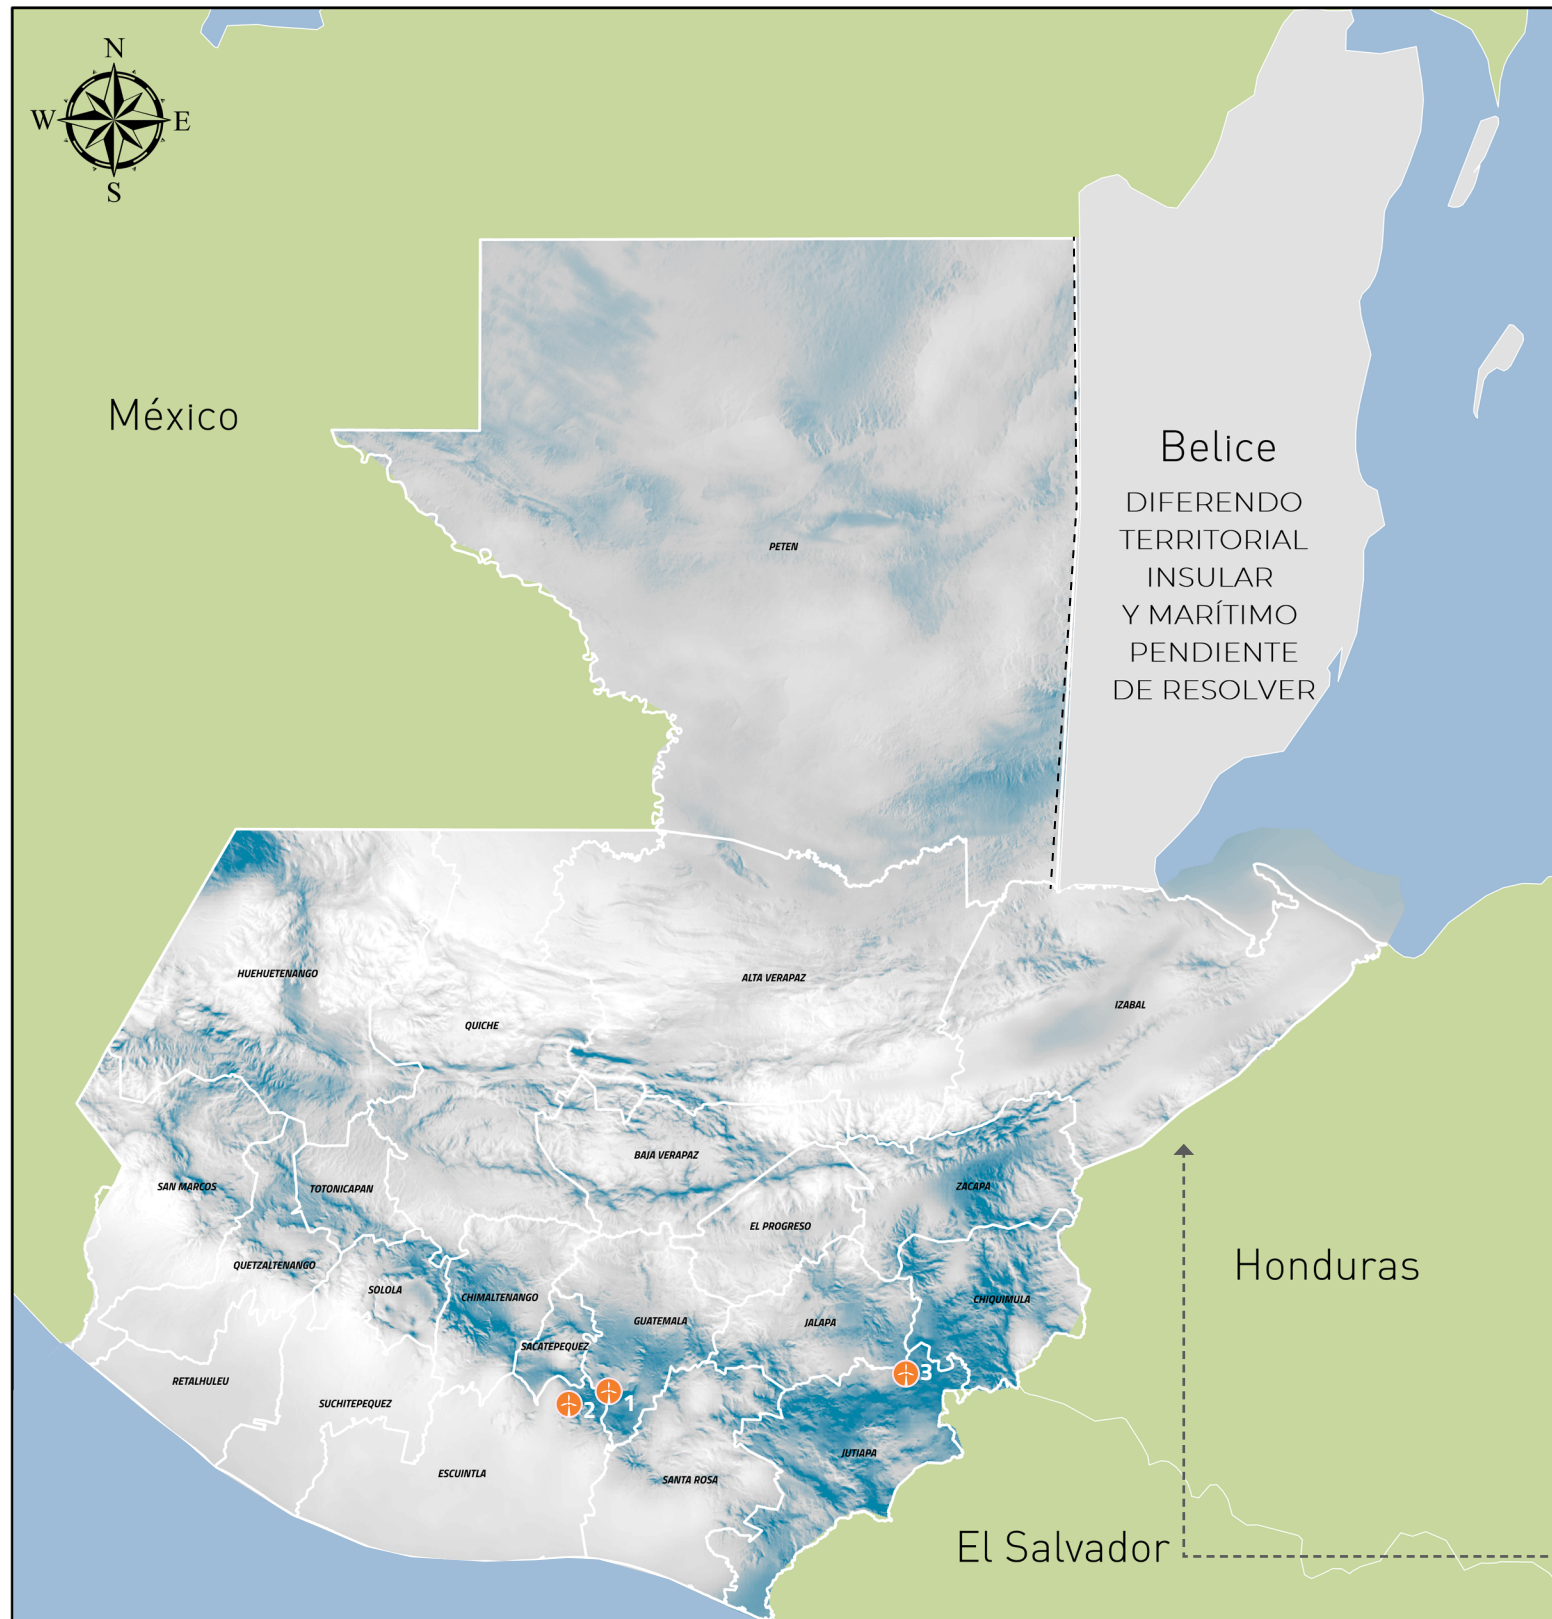 N
W
E
S
México
Belice
DIFERENDO
TERRITORIAL
INSULAR
Y MARÍTIMO
PENDIENTE
DE RESOLVER
PETEN
HUEHUETENANGO
ALTA VERAPAZ
IZABAL
QUICHE
BAJA VERAPAZ
SAN MARCOS
TOTONICAPAN
ZACAPA
EL PROGRESO
QUETZALTENANGO
Honduras
SOLOLA
CHIMALTENANGO
CHIQUIMULA
GUATEMALA
JALAPA
SACATEPEQUEZ
RETALHULEU
3
SUCHITEPEQUEZ
1
2
JUTIAPA
ESCUINTLA
SANTA ROSA
El Salvador